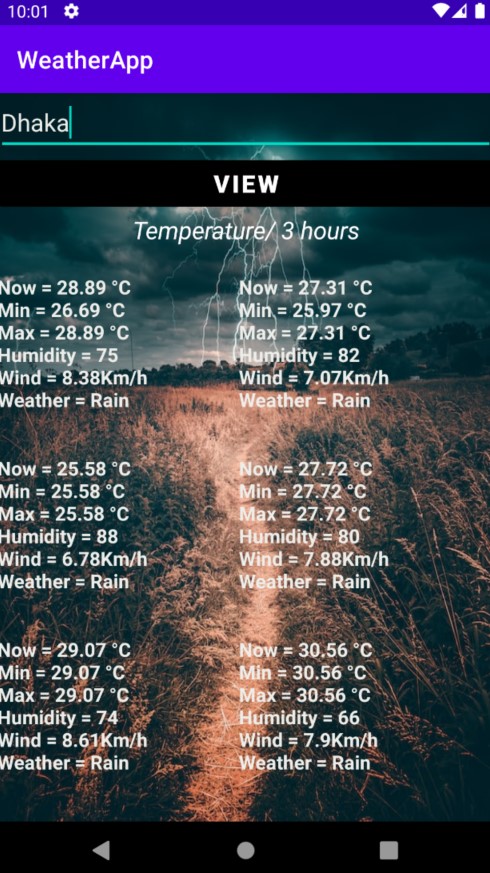 10:01
WeatherApp
Dhaka
VIEW
Temperature/ 3 hours
Now = 28.89 °C
Min = 26.69 °C
Max = 28.89 °C
Humidity = 75
Wind = 8.38Km/h
Weather = Rain
Now = 27.31 °C
Min = 25.97 °C
Max = 27.31 °C
Humidity = 82
Wind = 7.07Km/h
Weather = Rain
Now = 25.58 °C
Min = 25.58 °C
Max = 25.58 °C
Humidity = 88
Wind = 6.78Km/h
Weather = Rain
Now = 27.72 °C
Min = 27.72 °C
Max = 27.72 °C
Humidity = 80
Wind = 7.88Km/h
Weather = Rain
Now = 29.07 °C
Min = 29.07 °C
Max = 29.07 °C
Humidity = 74
Wind = 8.61Km/h
Weather = Rain
Now = 30.56 °C
Min = 30.56 °C
Max = 30.56 °C
Humidity = 66
Wind = 7.9Km/h
Weather = Rain